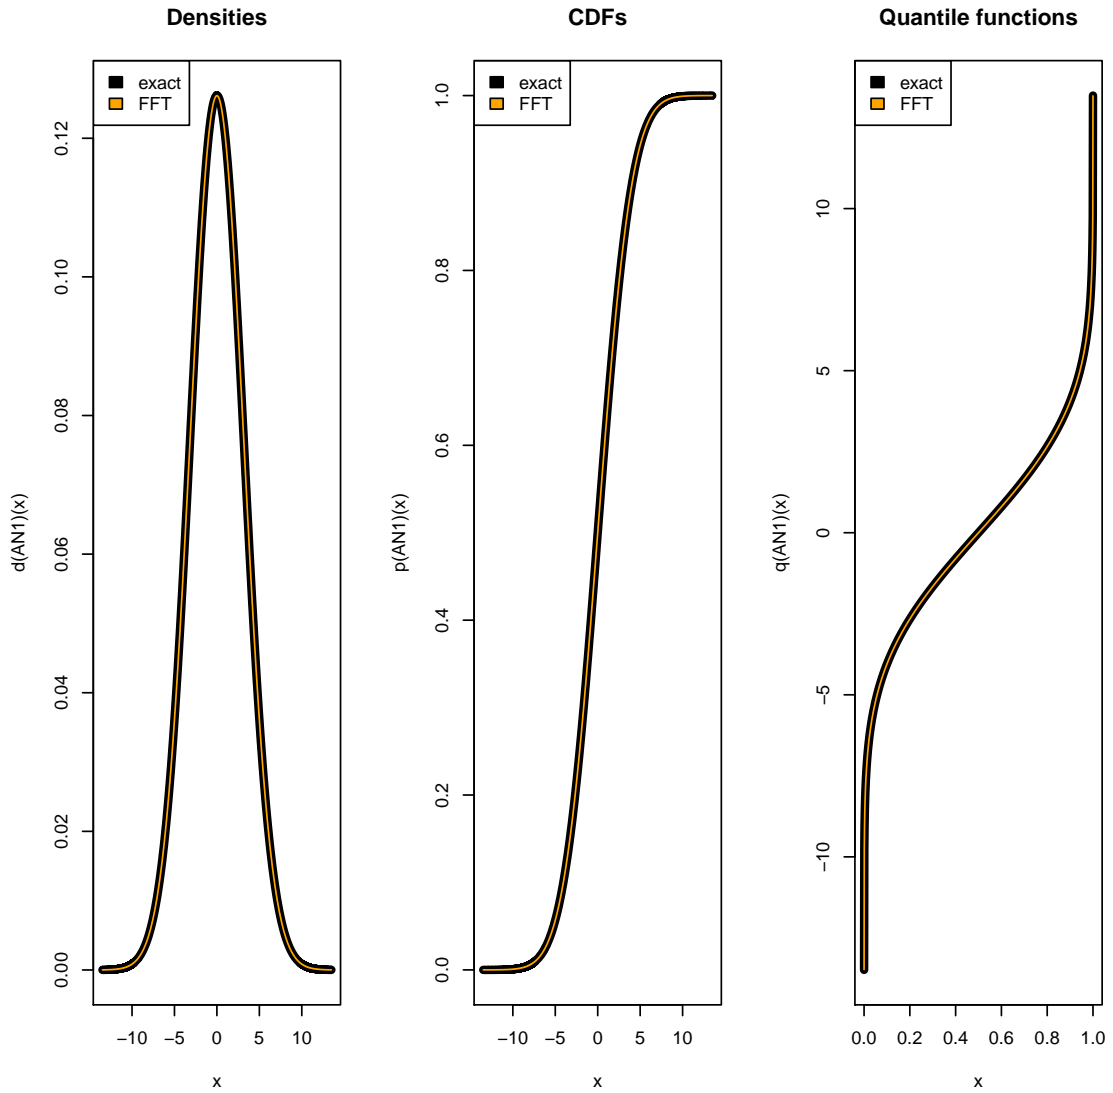 Densities
exact
FFT
0.12
0.10
0.08
0.06
0.04
0.02
0.00
d(AN1)(x)
−10 −5 0 5 10
x
CDFs
exact
FFT
1.0
0.8
0.6
0.4
0.2
0.0
p(AN1)(x)
−10 −5 0 5 10
x
Quantile functions
exact
FFT
10
5
0
−5
−10
q(AN1)(x)
0.0 0.2 0.4 0.6 0.8 1.0
x